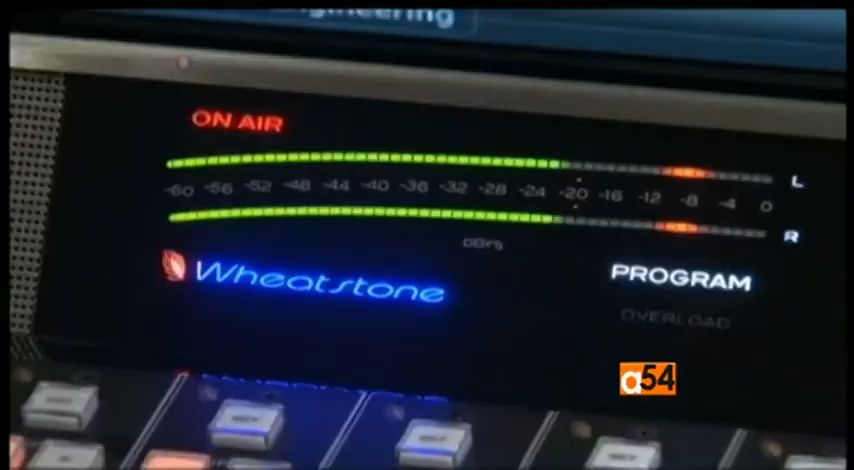 Engineering
ON AIR
L
-60 -56 -52 -48 -44 -40 -36 -32 -28 -24 -20 -16 -12 -8 -4 0
R
dBfs
Wheatstone
PROGRAM
OVERLOAD
a54